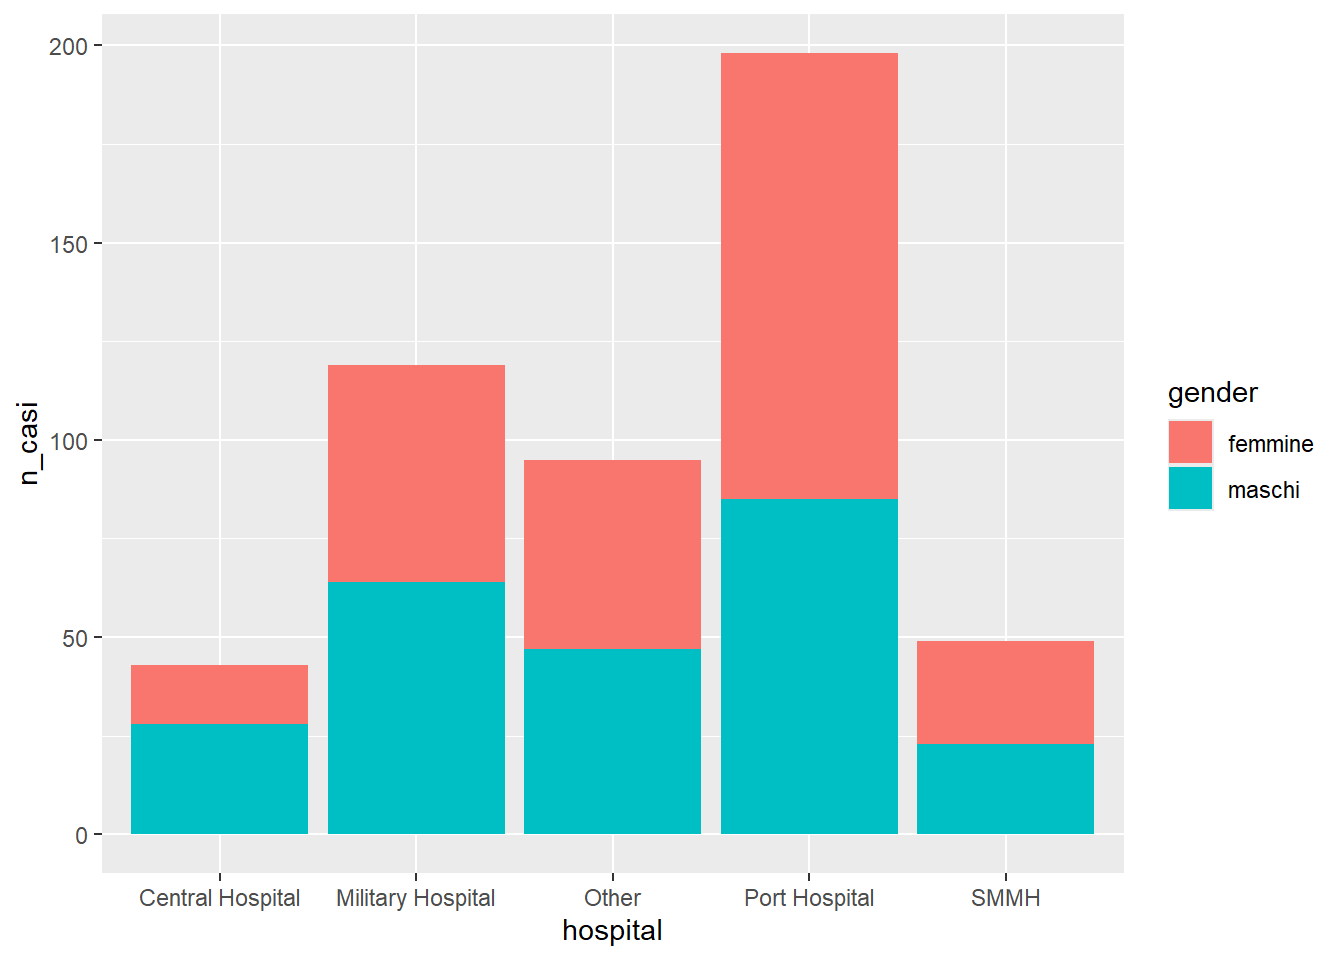 200
150
100
50
0
n_casi
Central Hospital
Military Hospital
Other
Port Hospital
SMMH
hospital
gender
femmine
maschi